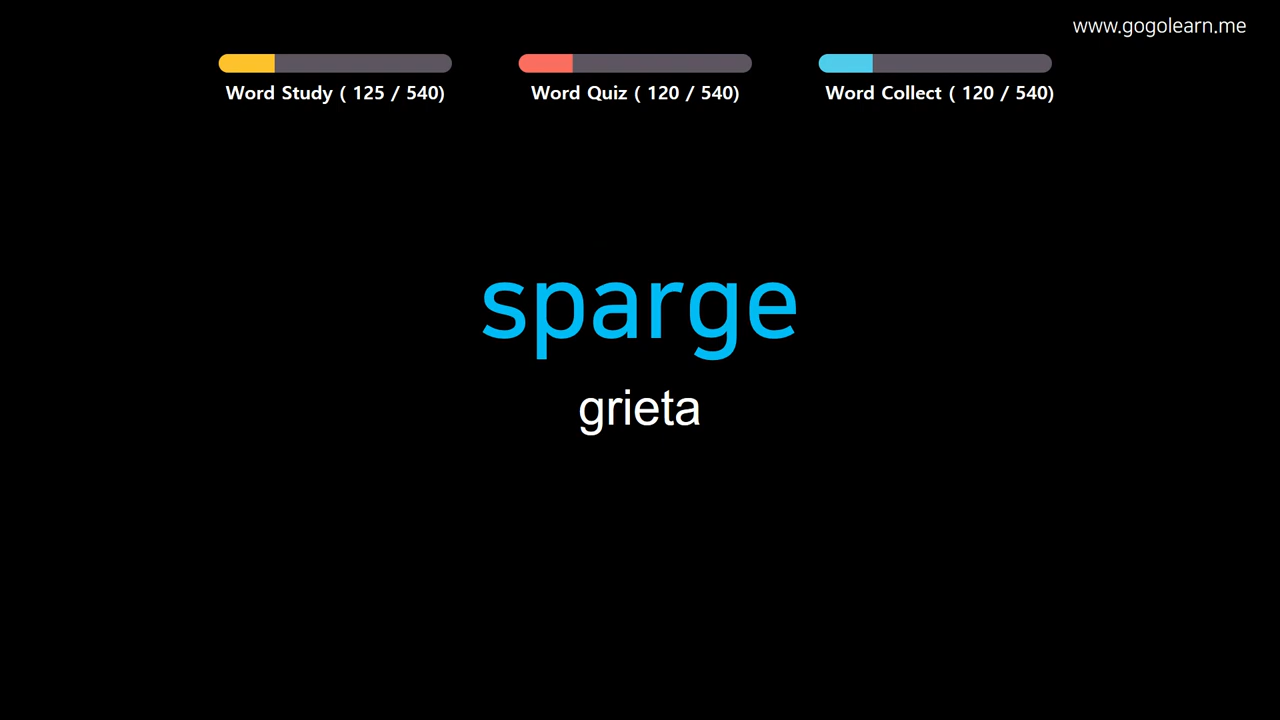 www.gogolearn.me
Word Study ( 125 / 540)
Word Quiz ( 120 / 540)
Word Collect ( 120 / 540)
sparge
grieta